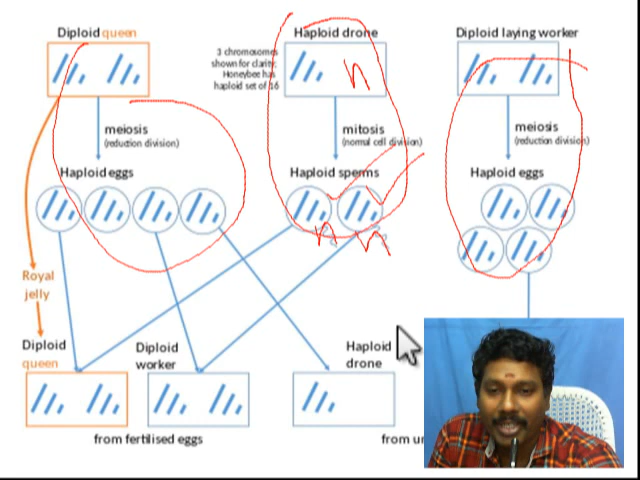 Diploid queen
Haploid drone
Diploid laying worker
3 chromosomes
shown for clarity;
Honeybee has
haploid set of 16
n
meiosis
(reduction division)
mitosis
(normal cell division)
meiosis
(reduction division)
Haploid eggs
Haploid sperms
Haploid eggs
n n
Royal
jelly
Diploid
queen
Diploid
worker
Haploid
drone
from fertilised eggs
from